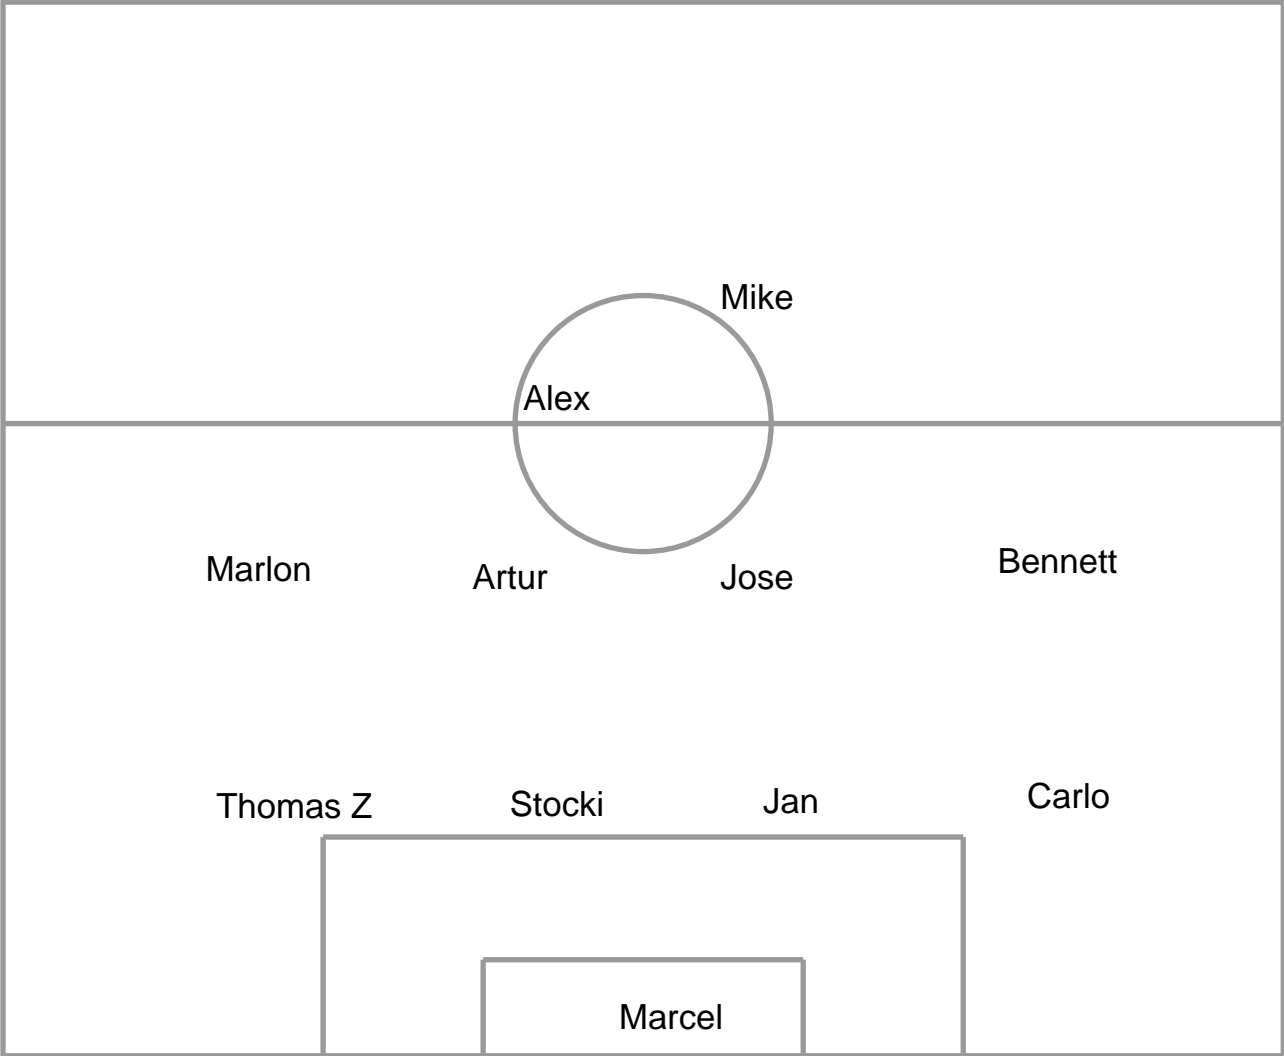 Mike
Alex
Marlon
Artur
Jose
Bennett
Thomas Z
Stocki
Jan
Carlo
Marcel